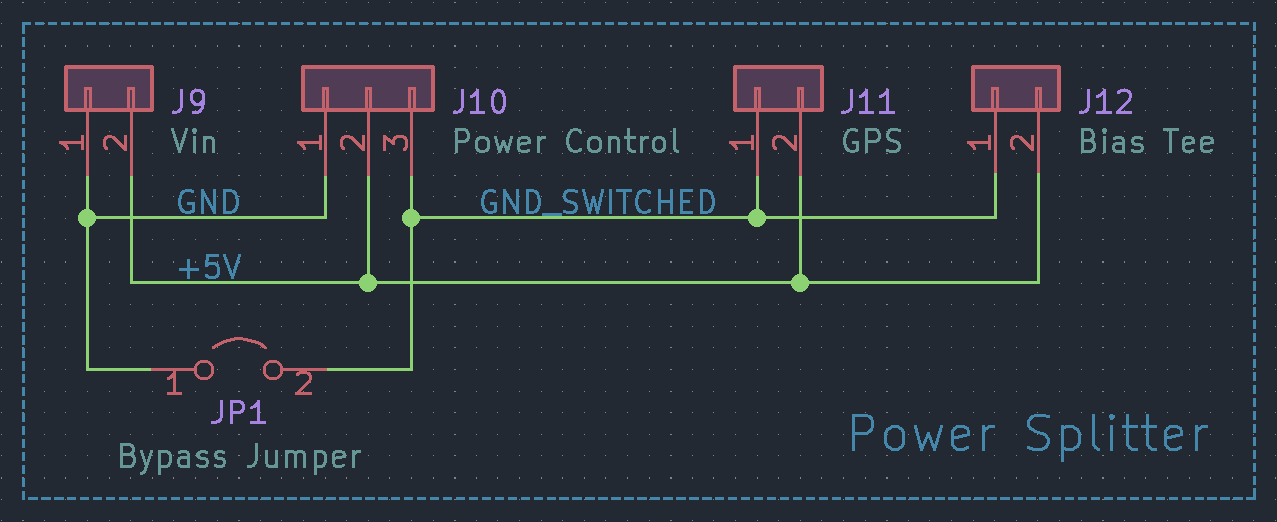 J9
Vin
1
2
J10
Power Control
1
2
3
J11
GPS
1
2
J12
Bias Tee
1
2
GND
GND_SWITCHED
+5V
1
2
JP1
Bypass Jumper
Power Splitter